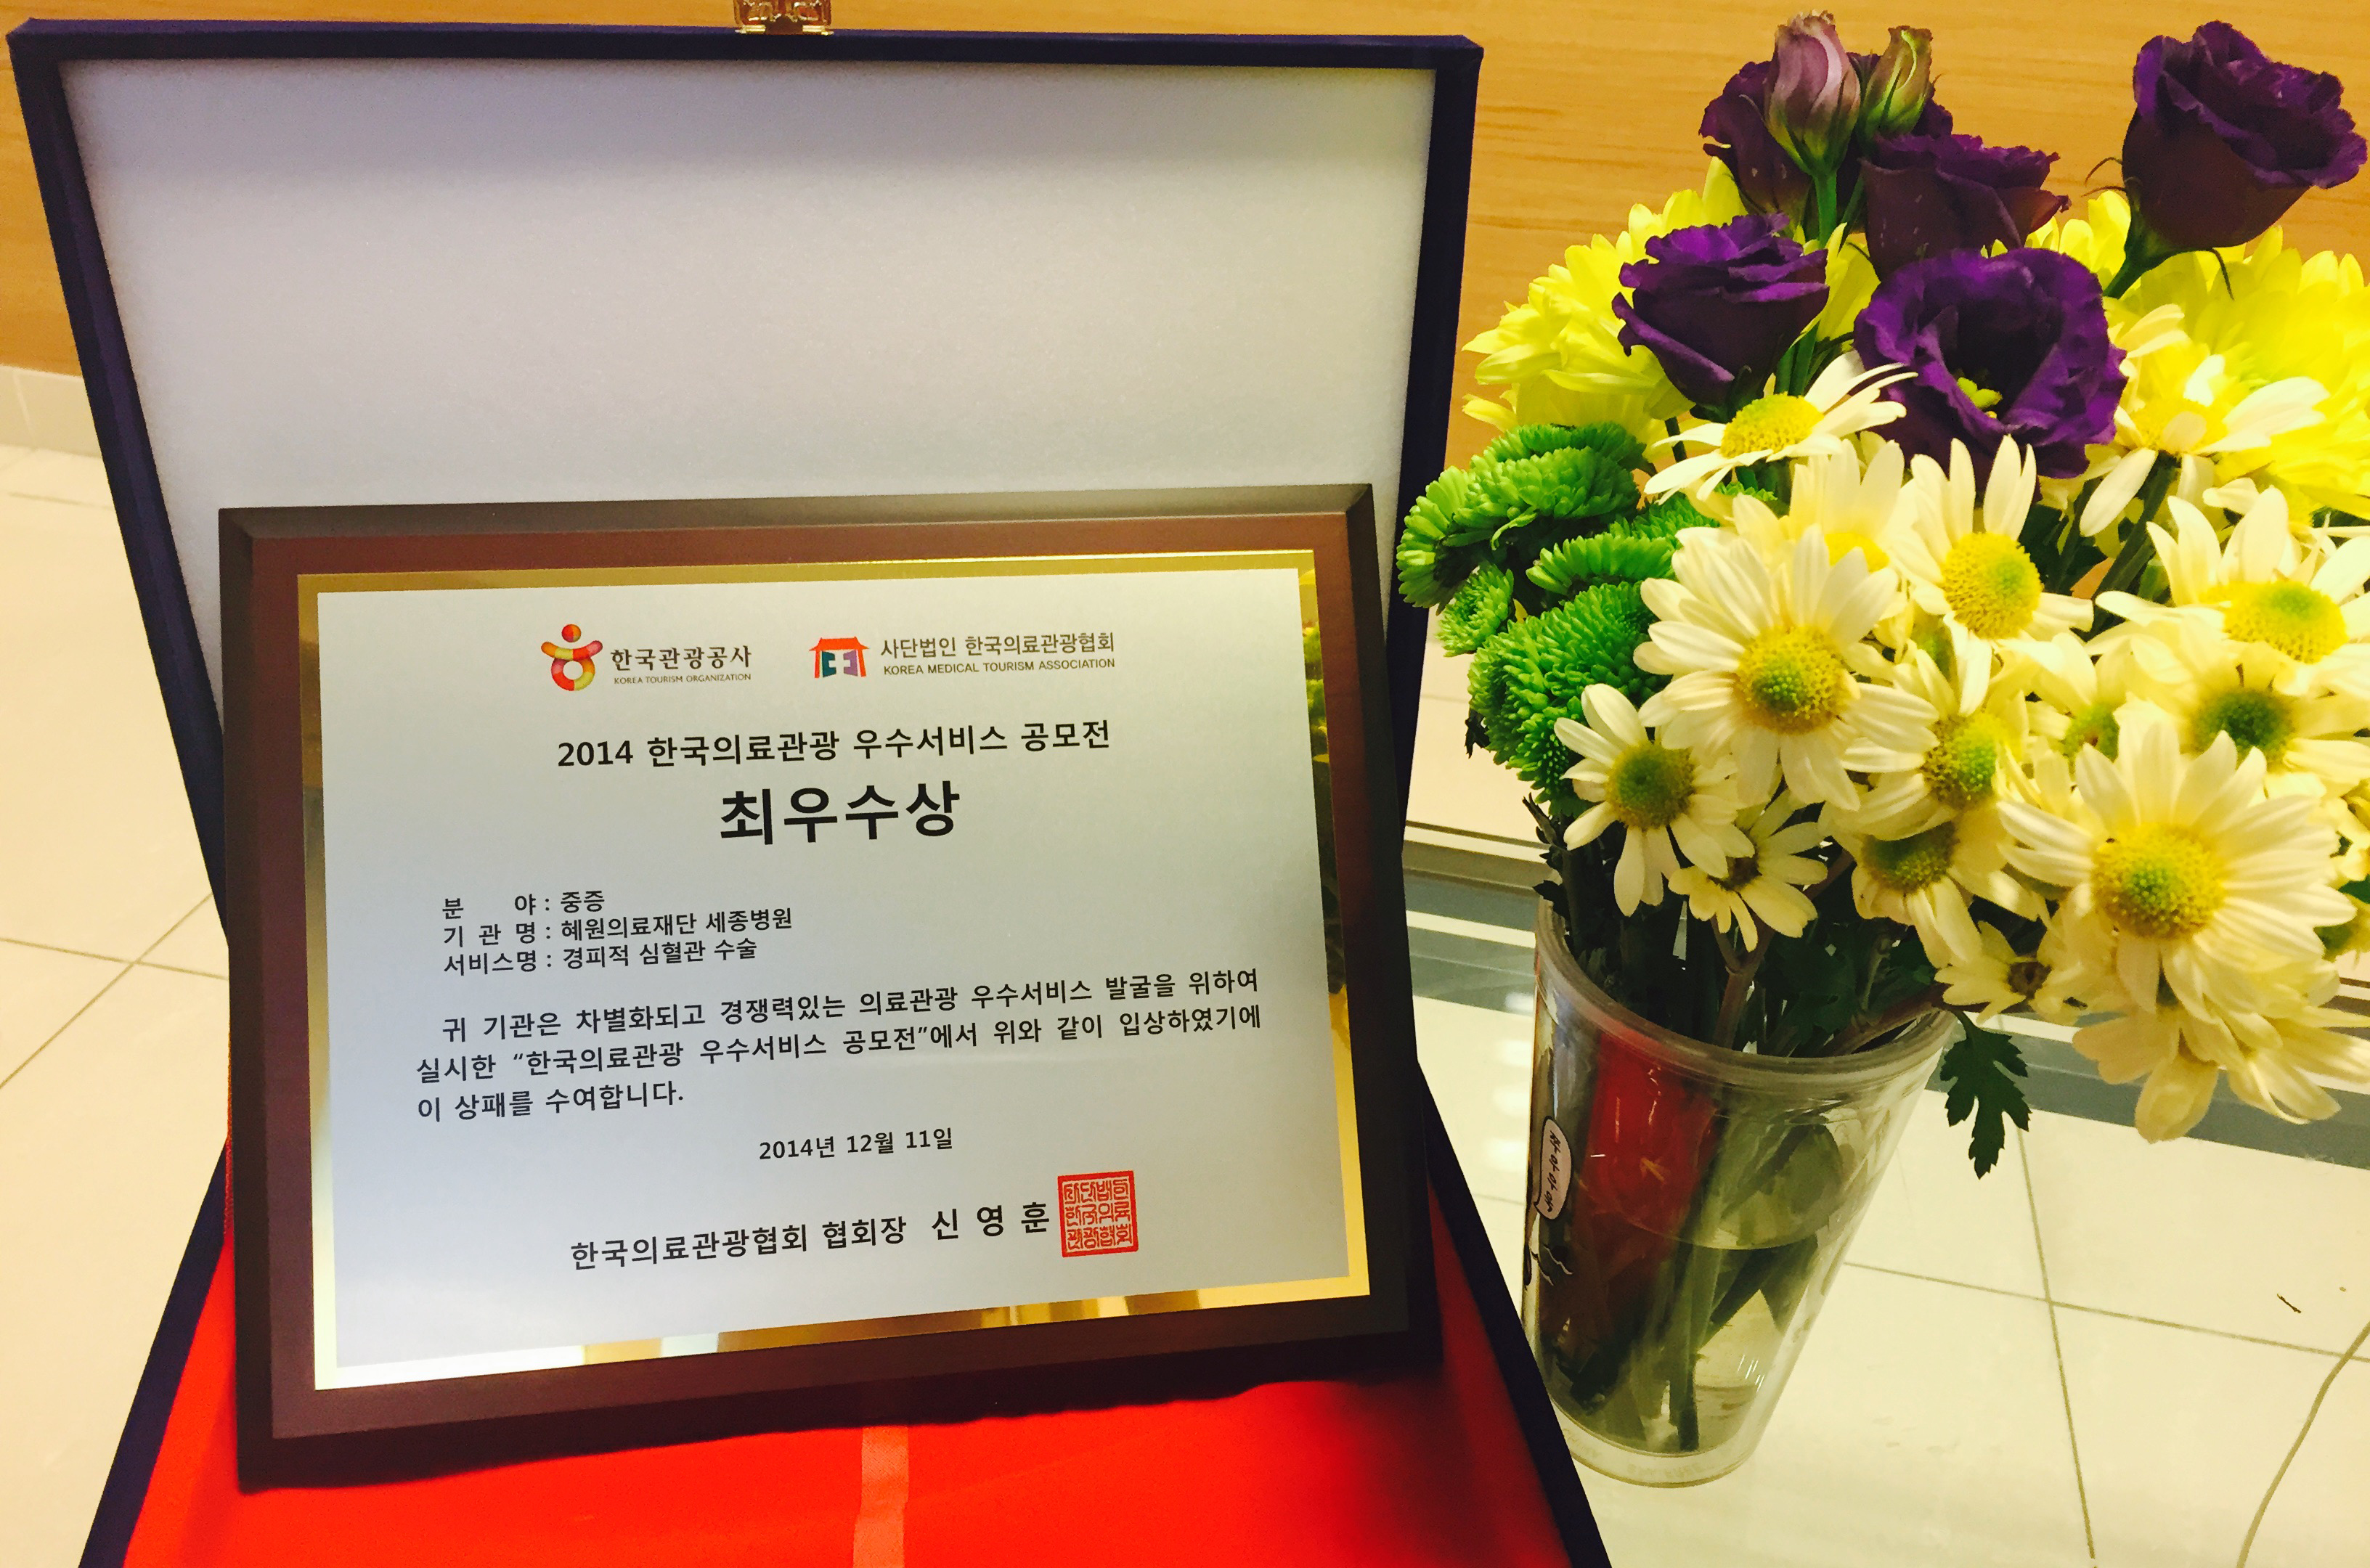 한국관광공사
KOREA TOURISM ORGANIZATION
사단법인 한국의료관광협회
KOREA MEDICAL TOURISM ASSOCIATION
2014 한국의료관광 우수서비스 공모전
최우수상
분 야 : 중증
기 관 명 : 혜원의료재단 세종병원
서비스명 : 경피적 심혈관 수술
귀 기관은 차별화되고 경쟁력있는 의료관광 우수서비스 발굴을 위하여
실시한 “한국의료관광 우수서비스 공모전”에서 위와 같이 입상하였기에
이 상패를 수여합니다.
2014년 12월 11일
한국의료관광협회 협회장 신 영 훈